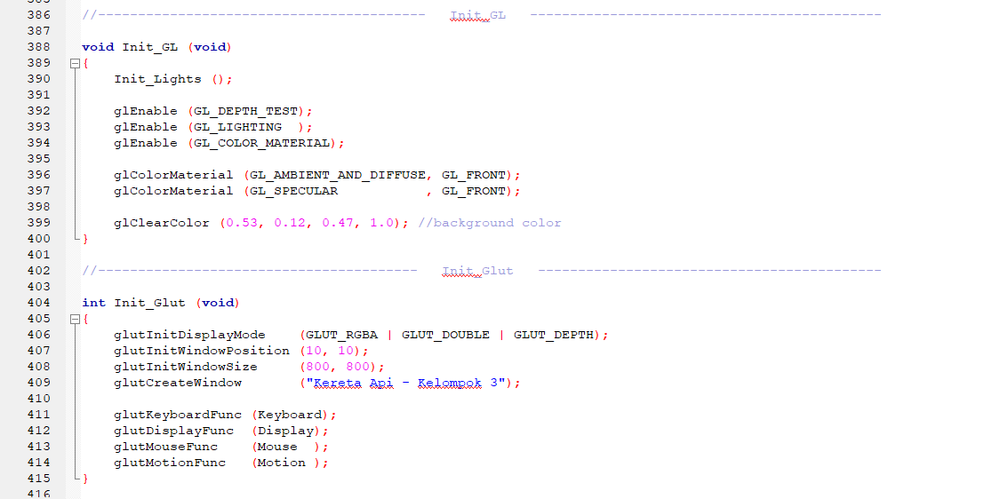 386 //----------------------------------------- Init_GL --------------------------------------------
387
388 void Init_GL (void)
389 {
390 Init_Lights ();
391
392 glEnable (GL_DEPTH_TEST);
393 glEnable (GL_LIGHTING  );
394 glEnable (GL_COLOR_MATERIAL);
395
396 glColorMaterial (GL_AMBIENT_AND_DIFFUSE, GL_FRONT);
397 glColorMaterial (GL_SPECULAR           , GL_FRONT);
398
399 glClearColor (0.53, 0.12, 0.47, 1.0); //background color
400 }
401
402 //---------------------------------------- Init_Glut -------------------------------------------
403
404 int Init_Glut (void)
405 {
406 glutInitDisplayMode    (GLUT_RGBA | GLUT_DOUBLE | GLUT_DEPTH);
407 glutInitWindowPosition (10, 10);
408 glutInitWindowSize     (800, 800);
409 glutCreateWindow       ("Kereta Api - Kelompok 3");
410
411 glutKeyboardFunc (Keyboard);
412 glutDisplayFunc  (Display);
413 glutMouseFunc    (Mouse  );
414 glutMotionFunc   (Motion );
415 }
416